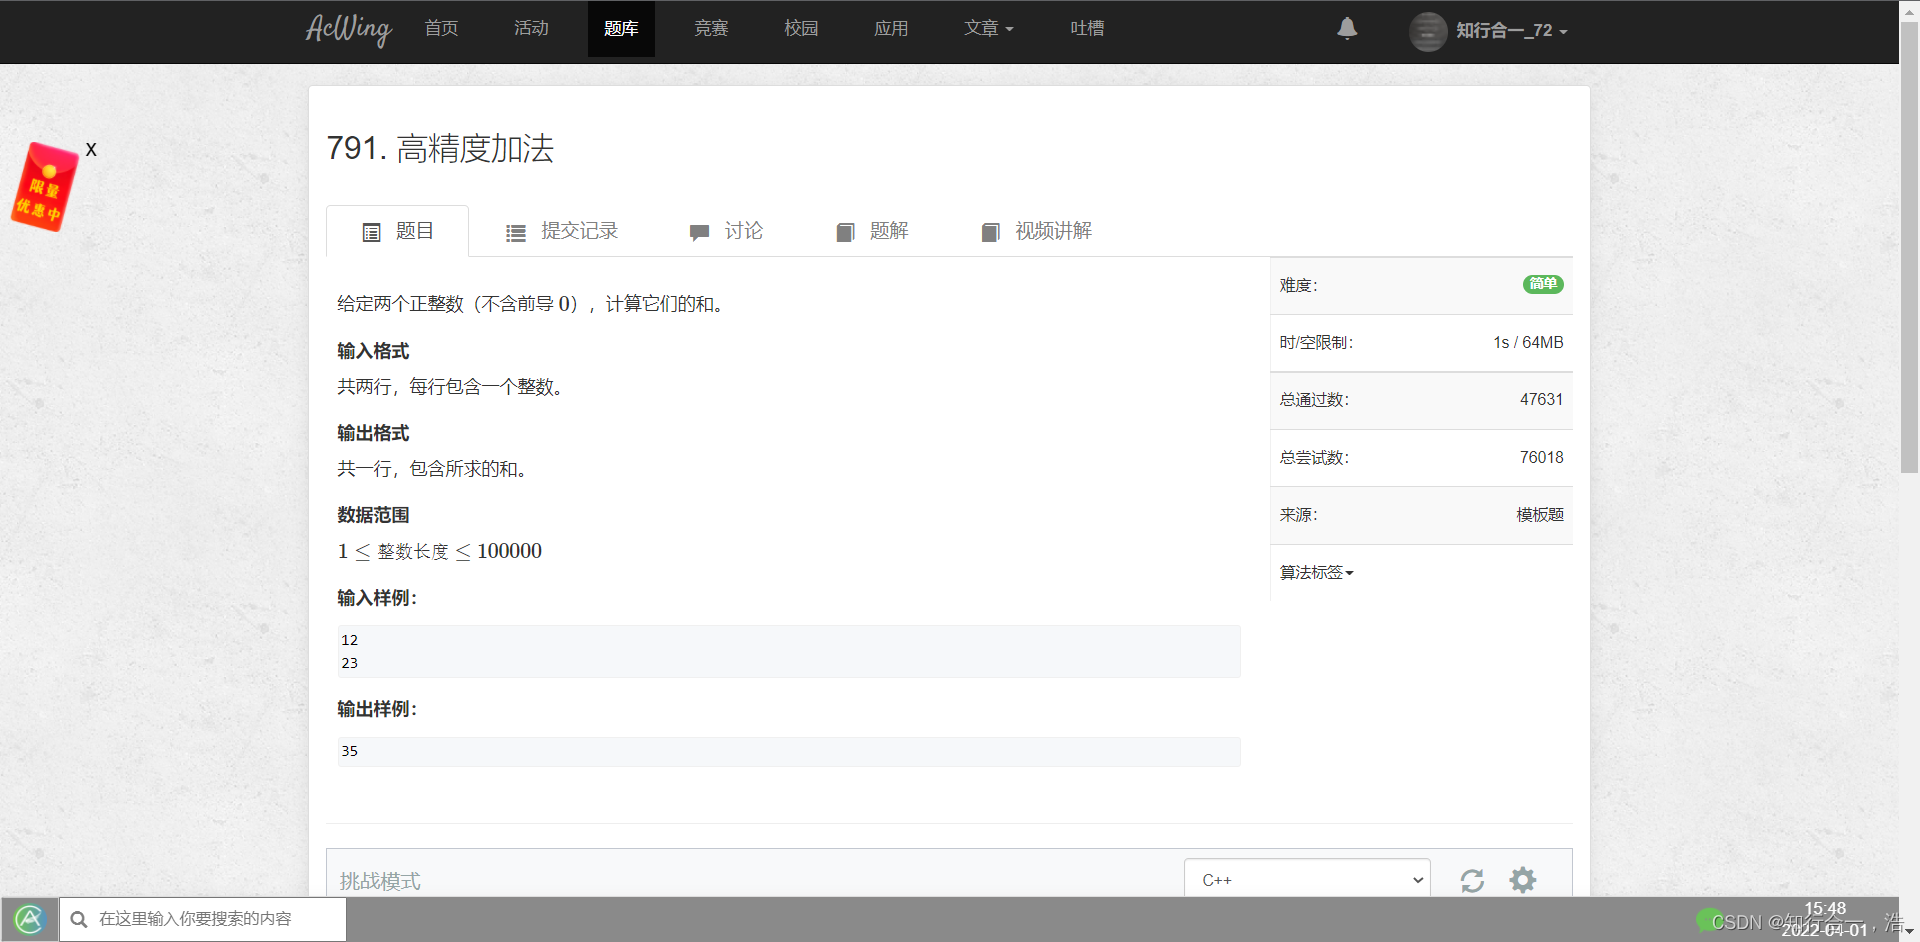 AcWing 首页 活动 题库 竞赛 校园 应用 文章 吐槽 知行合一_72
X
限量
优惠中
791. 高精度加法
题目 提交记录 讨论 题解 视频讲解
给定两个正整数（不含前导 0），计算它们的和。
输入格式
共两行，每行包含一个整数。
输出格式
共一行，包含所求的和。
数据范围
1 ≤ 整数长度 ≤ 100000
输入样例：
12
23
输出样例：
35
难度： 简单
时/空限制： 1s / 64MB
总通过数： 47631
总尝试数： 76018
来源： 模板题
算法标签
挑战模式 C++
在这里输入你要搜索的内容
15:48
CSDN @知行合一，浩
2022-04-01